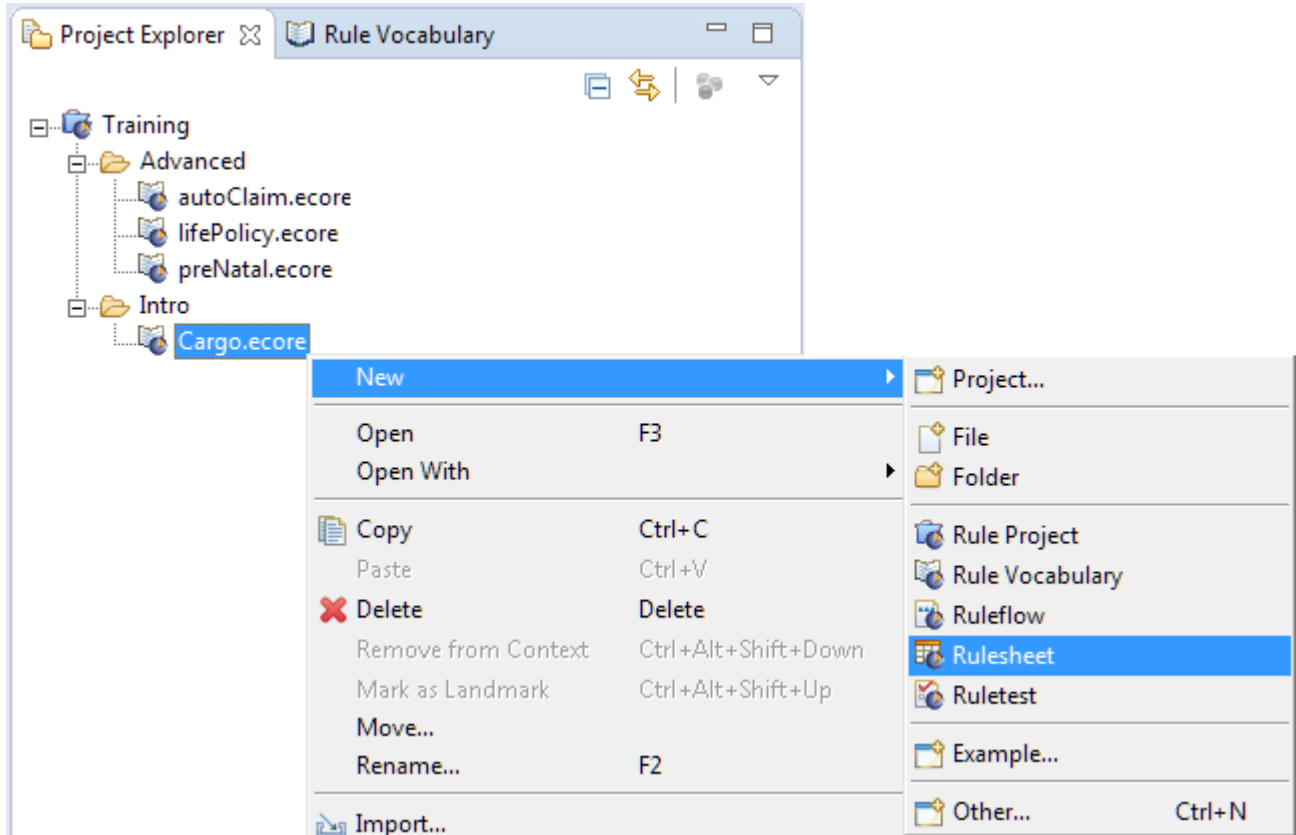 Project Explorer Rule Vocabulary
Training
Advanced
autoClaim.ecore
lifePolicy.ecore
preNatal.ecore
Intro
Cargo.ecore
New
Open F3
Open With
Copy Ctrl+C
Paste Ctrl+V
Delete Delete
Remove from Context Ctrl+Alt+Shift+Down
Mark as Landmark Ctrl+Alt+Shift+Up
Move...
Rename... F2
Import...
Project...
File
Folder
Rule Project
Rule Vocabulary
Ruleflow
Rulesheet
Ruletest
Example...
Other... Ctrl+N